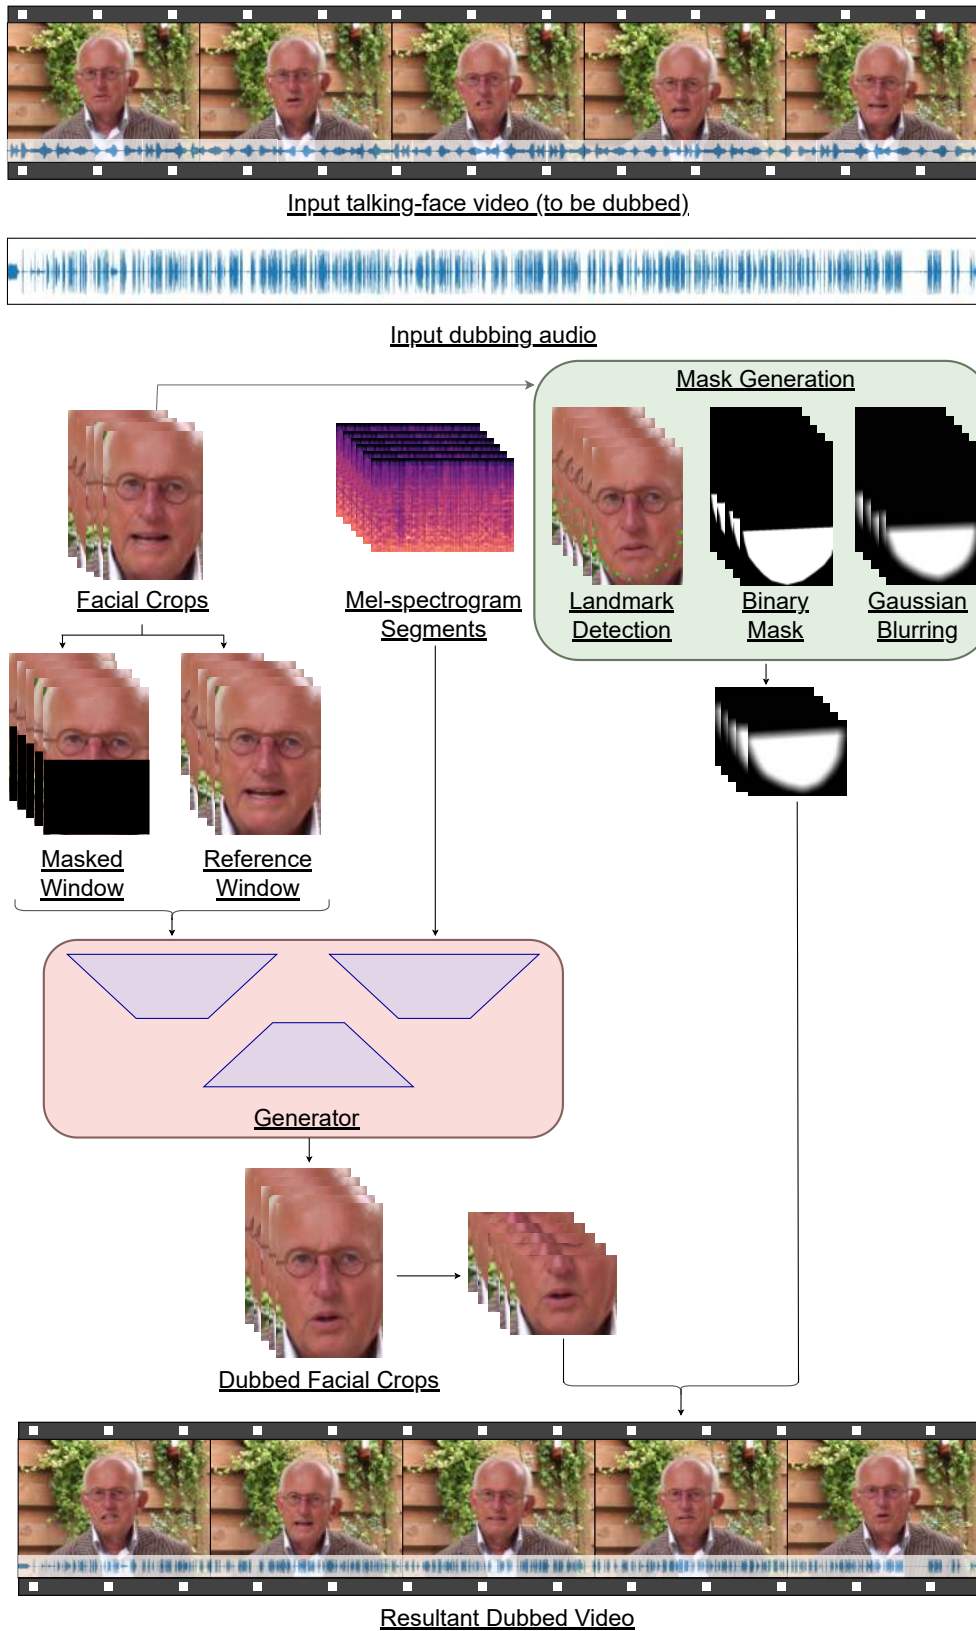 Input talking-face video (to be dubbed)
Input dubbing audio
Mask Generation
Facial Crops
Mel-spectrogram
Segments
Landmark
Detection
Binary
Mask
Gaussian
Blurring
Masked
Window
Reference
Window
Generator
Dubbed Facial Crops
Resultant Dubbed Video